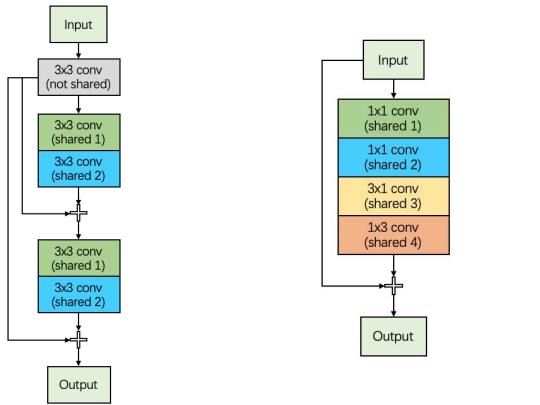 Input
3x3 conv
(not shared)
3x3 conv
(shared 1)
3x3 conv
(shared 2)
3x3 conv
(shared 1)
3x3 conv
(shared 2)
Output
Input
1x1 conv
(shared 1)
1x1 conv
(shared 2)
3x1 conv
(shared 3)
1x3 conv
(shared 4)
Output